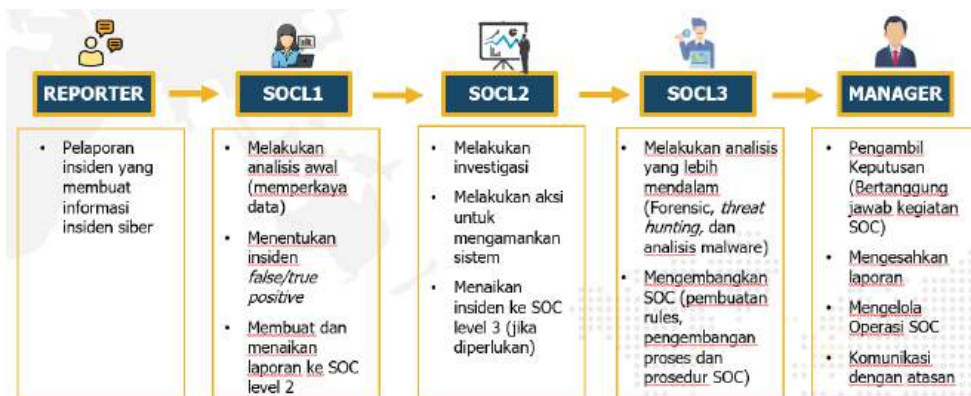 REPORTER
SOCL1
SOCL2
SOCL3
MANAGER
• Pelaporan
insiden yang
membuat
informasi
insiden siber
• Melakukan
analisis awal
(memperkaya
data)
• Menentukan
insiden
false/true
positive
• Membuat dan
menaikan
laporan ke SOC
level 2
• Melakukan
investigasi
• Melakukan aksi
untuk
mengamankan
sistem
• Menaikan
insiden ke SOC
level 3 (jika
diperlukan)
• Melakukan analisis
yang lebih
mendalam
(Forensic, threat
hunting, dan
analisis malware)
• Mengembangkan
SOC (pembuatan
rules,
pengembangan
proses dan
prosedur SOC)
• Pengambil
Keputusan
(Bertanggung
jawab kegiatan
SOC)
• Mengesahkan
laporan
• Mengelola
Operasi SOC
• Komunikasi
dengan atasan